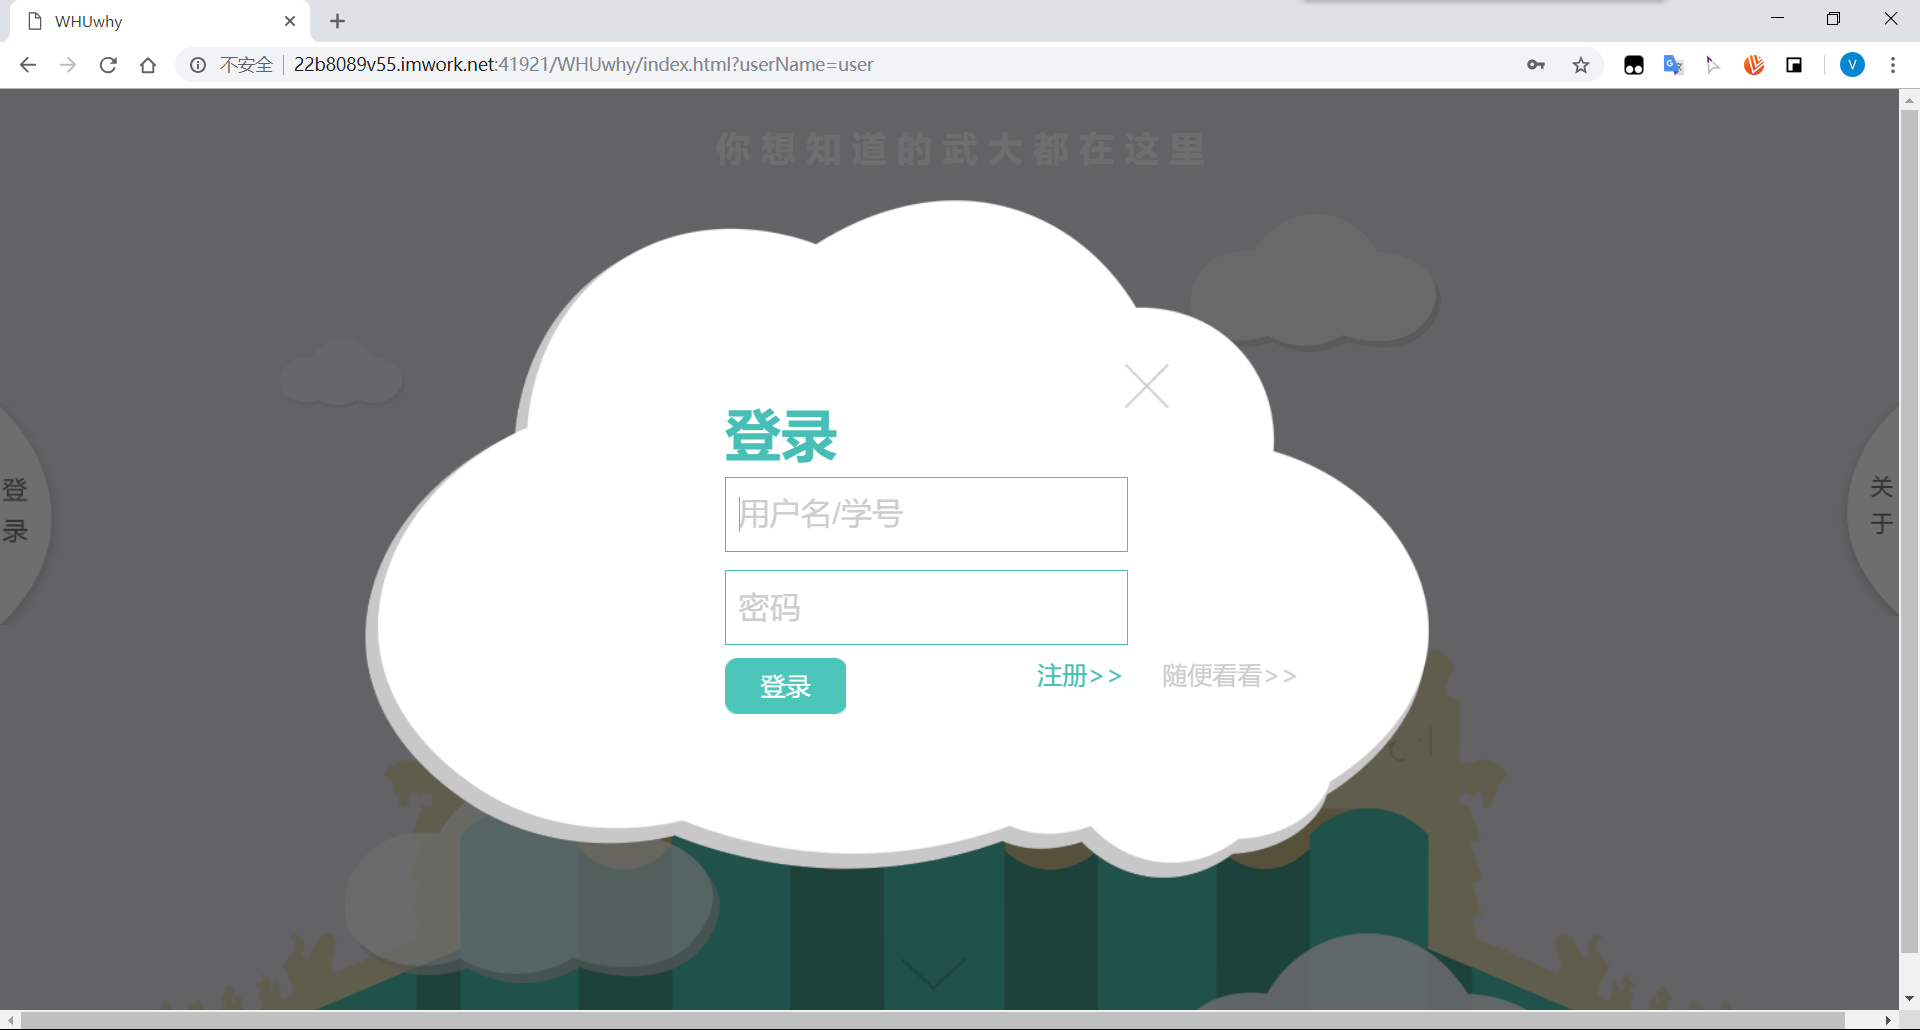 WHUwhy
不安全
22b8089v55.imwork.net:41921/WHUwhy/index.html?userName=user
V
你想知道的武大都在这里
登录
用户名/学号
密码
登录
注册>>
随便看看>>
登
录
关
于